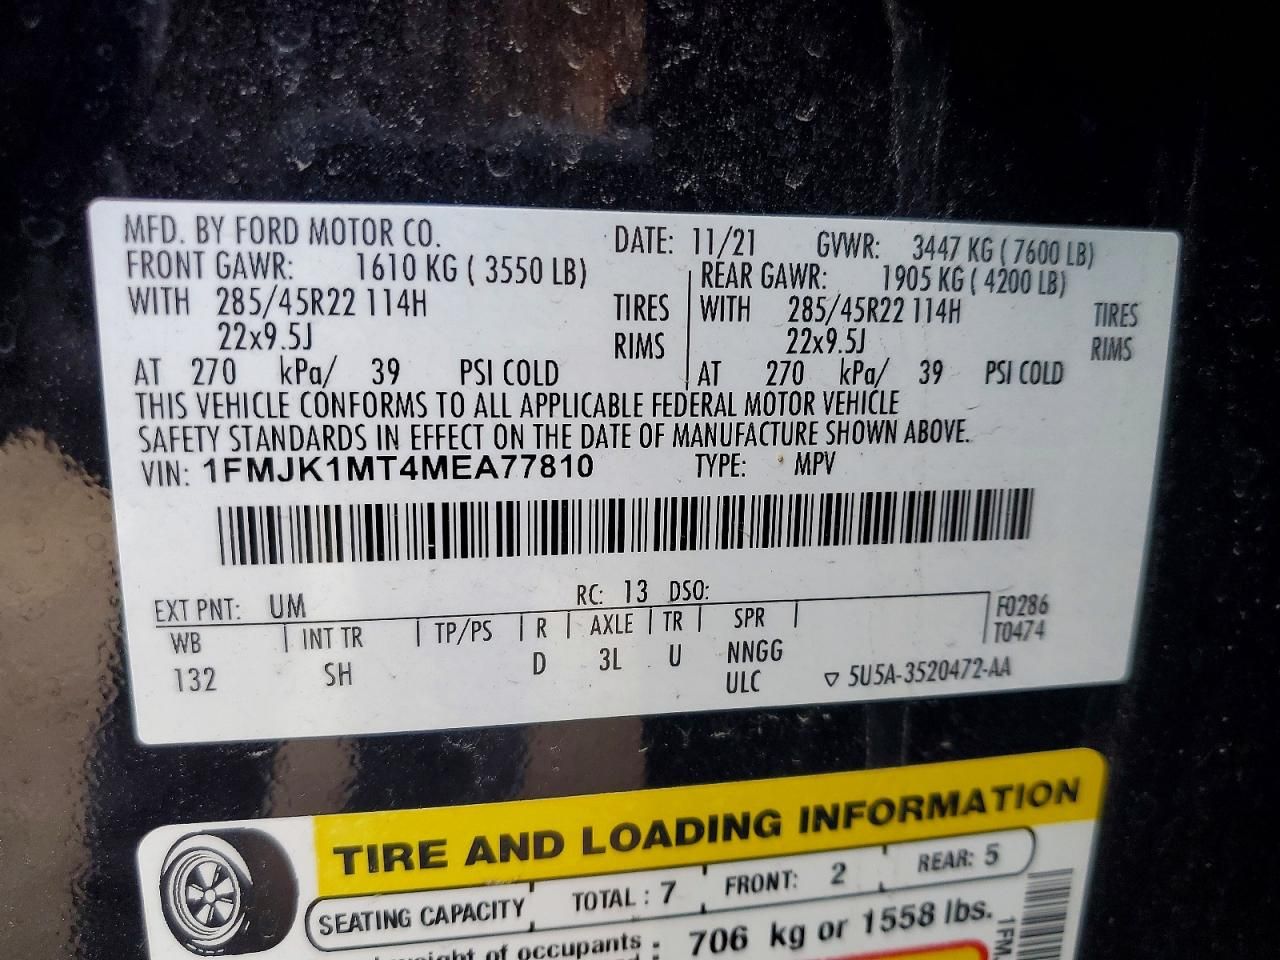 MFD. BY FORD MOTOR CO. DATE: 11/21 GVWR: 3447 KG ( 7600 LB)
FRONT GAWR: 1610 KG ( 3550 LB) REAR GAWR: 1905 KG ( 4200 LB)
WITH 285/45R22 114H TIRES WITH 285/45R22 114H TIRES
22x9.5J RIMS 22x9.5J RIMS
AT 270 kPa/ 39 PSI COLD AT 270 kPa/ 39 PSI COLD
THIS VEHICLE CONFORMS TO ALL APPLICABLE FEDERAL MOTOR VEHICLE
SAFETY STANDARDS IN EFFECT ON THE DATE OF MANUFACTURE SHOWN ABOVE.
VIN: 1FMJK1MT4MEA77810 TYPE: MPV
EXT PNT: UM RC: 13 DSO:
WB INT TR TP/PS R AXLE TR SPR F0286
T0474
132 SH D 3L U NNGG
ULC ▽ 5U5A-3520472-AA
TIRE AND LOADING INFORMATION
SEATING CAPACITY TOTAL : 7 FRONT: 2 REAR: 5
of occupants : 706 kg or 1558 lbs.
1FM